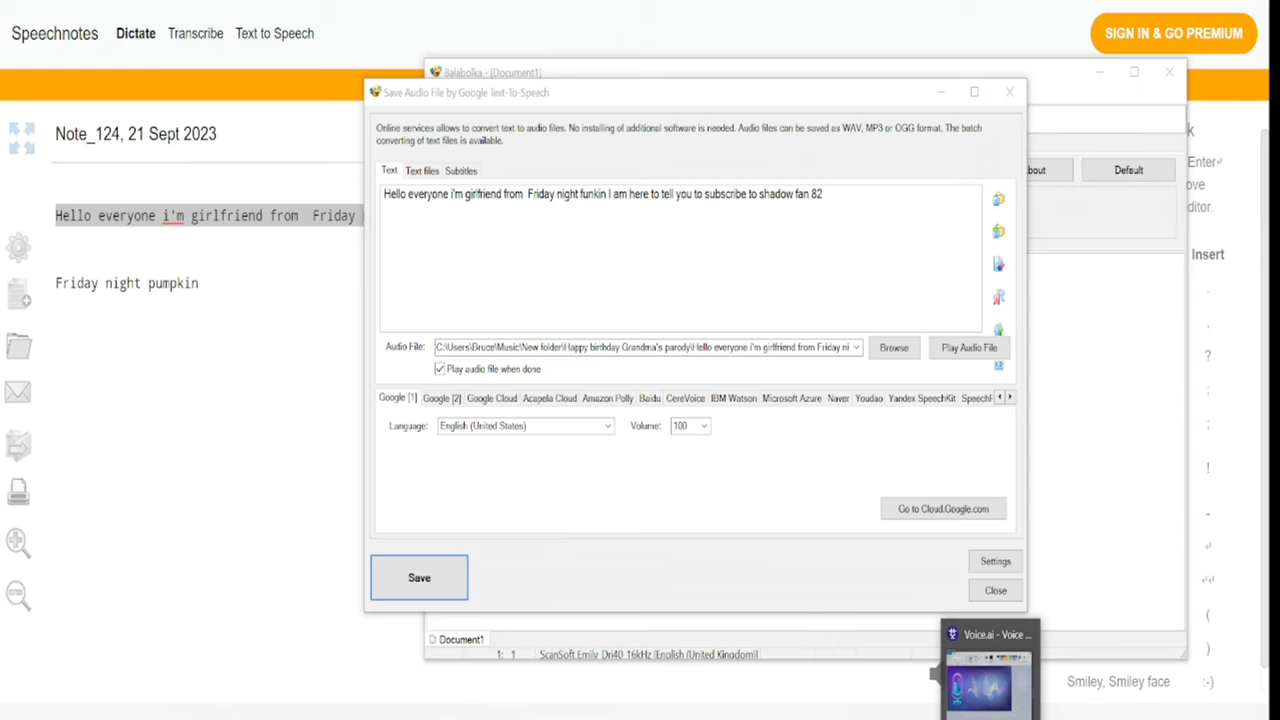 Speechnotes Dictate Transcribe Text to Speech SIGN IN & GO PREMIUM
Balabolka - [Document1]
Save Audio File by Google Text-To-Speech
Online services allows to convert text to audio files. No installing of additional software is needed. Audio files can be saved as WAV, MP3 or OGG format. The batch
converting of text files is available.
Note_124, 21 Sept 2023
Text Text files Subtitles
Hello everyone i'm girlfriend from  Friday night funkin I am here to tell you to subscribe to shadow fan 82
Hello everyone i'm girlfriend from  Friday
Friday night pumpkin
Audio File: C:\Users\Bruce\Music\New folder\Happy birthday Grandma's parody\Hello everyone i'm girlfriend from Friday ni Browse Play Audio File
Play audio file when done
Google [1] Google [2] Google Cloud Acapela Cloud Amazon Polly Baidu CereVoice IBM Watson Microsoft Azure Naver Youdao Yandex SpeechKit
Language: English (United States) Volume: 100
Go to Cloud.Google.com
Save
Settings
Close
Default
Enter↵
Insert
.
,
?
:
;
!
-
↵
↵↵
(
)
Document1
1: 1 ScanSoft Emily_Dri40_16kHz [English (United Kingdom)]
Voice.ai - Voice ...
Smiley, Smiley face :-)